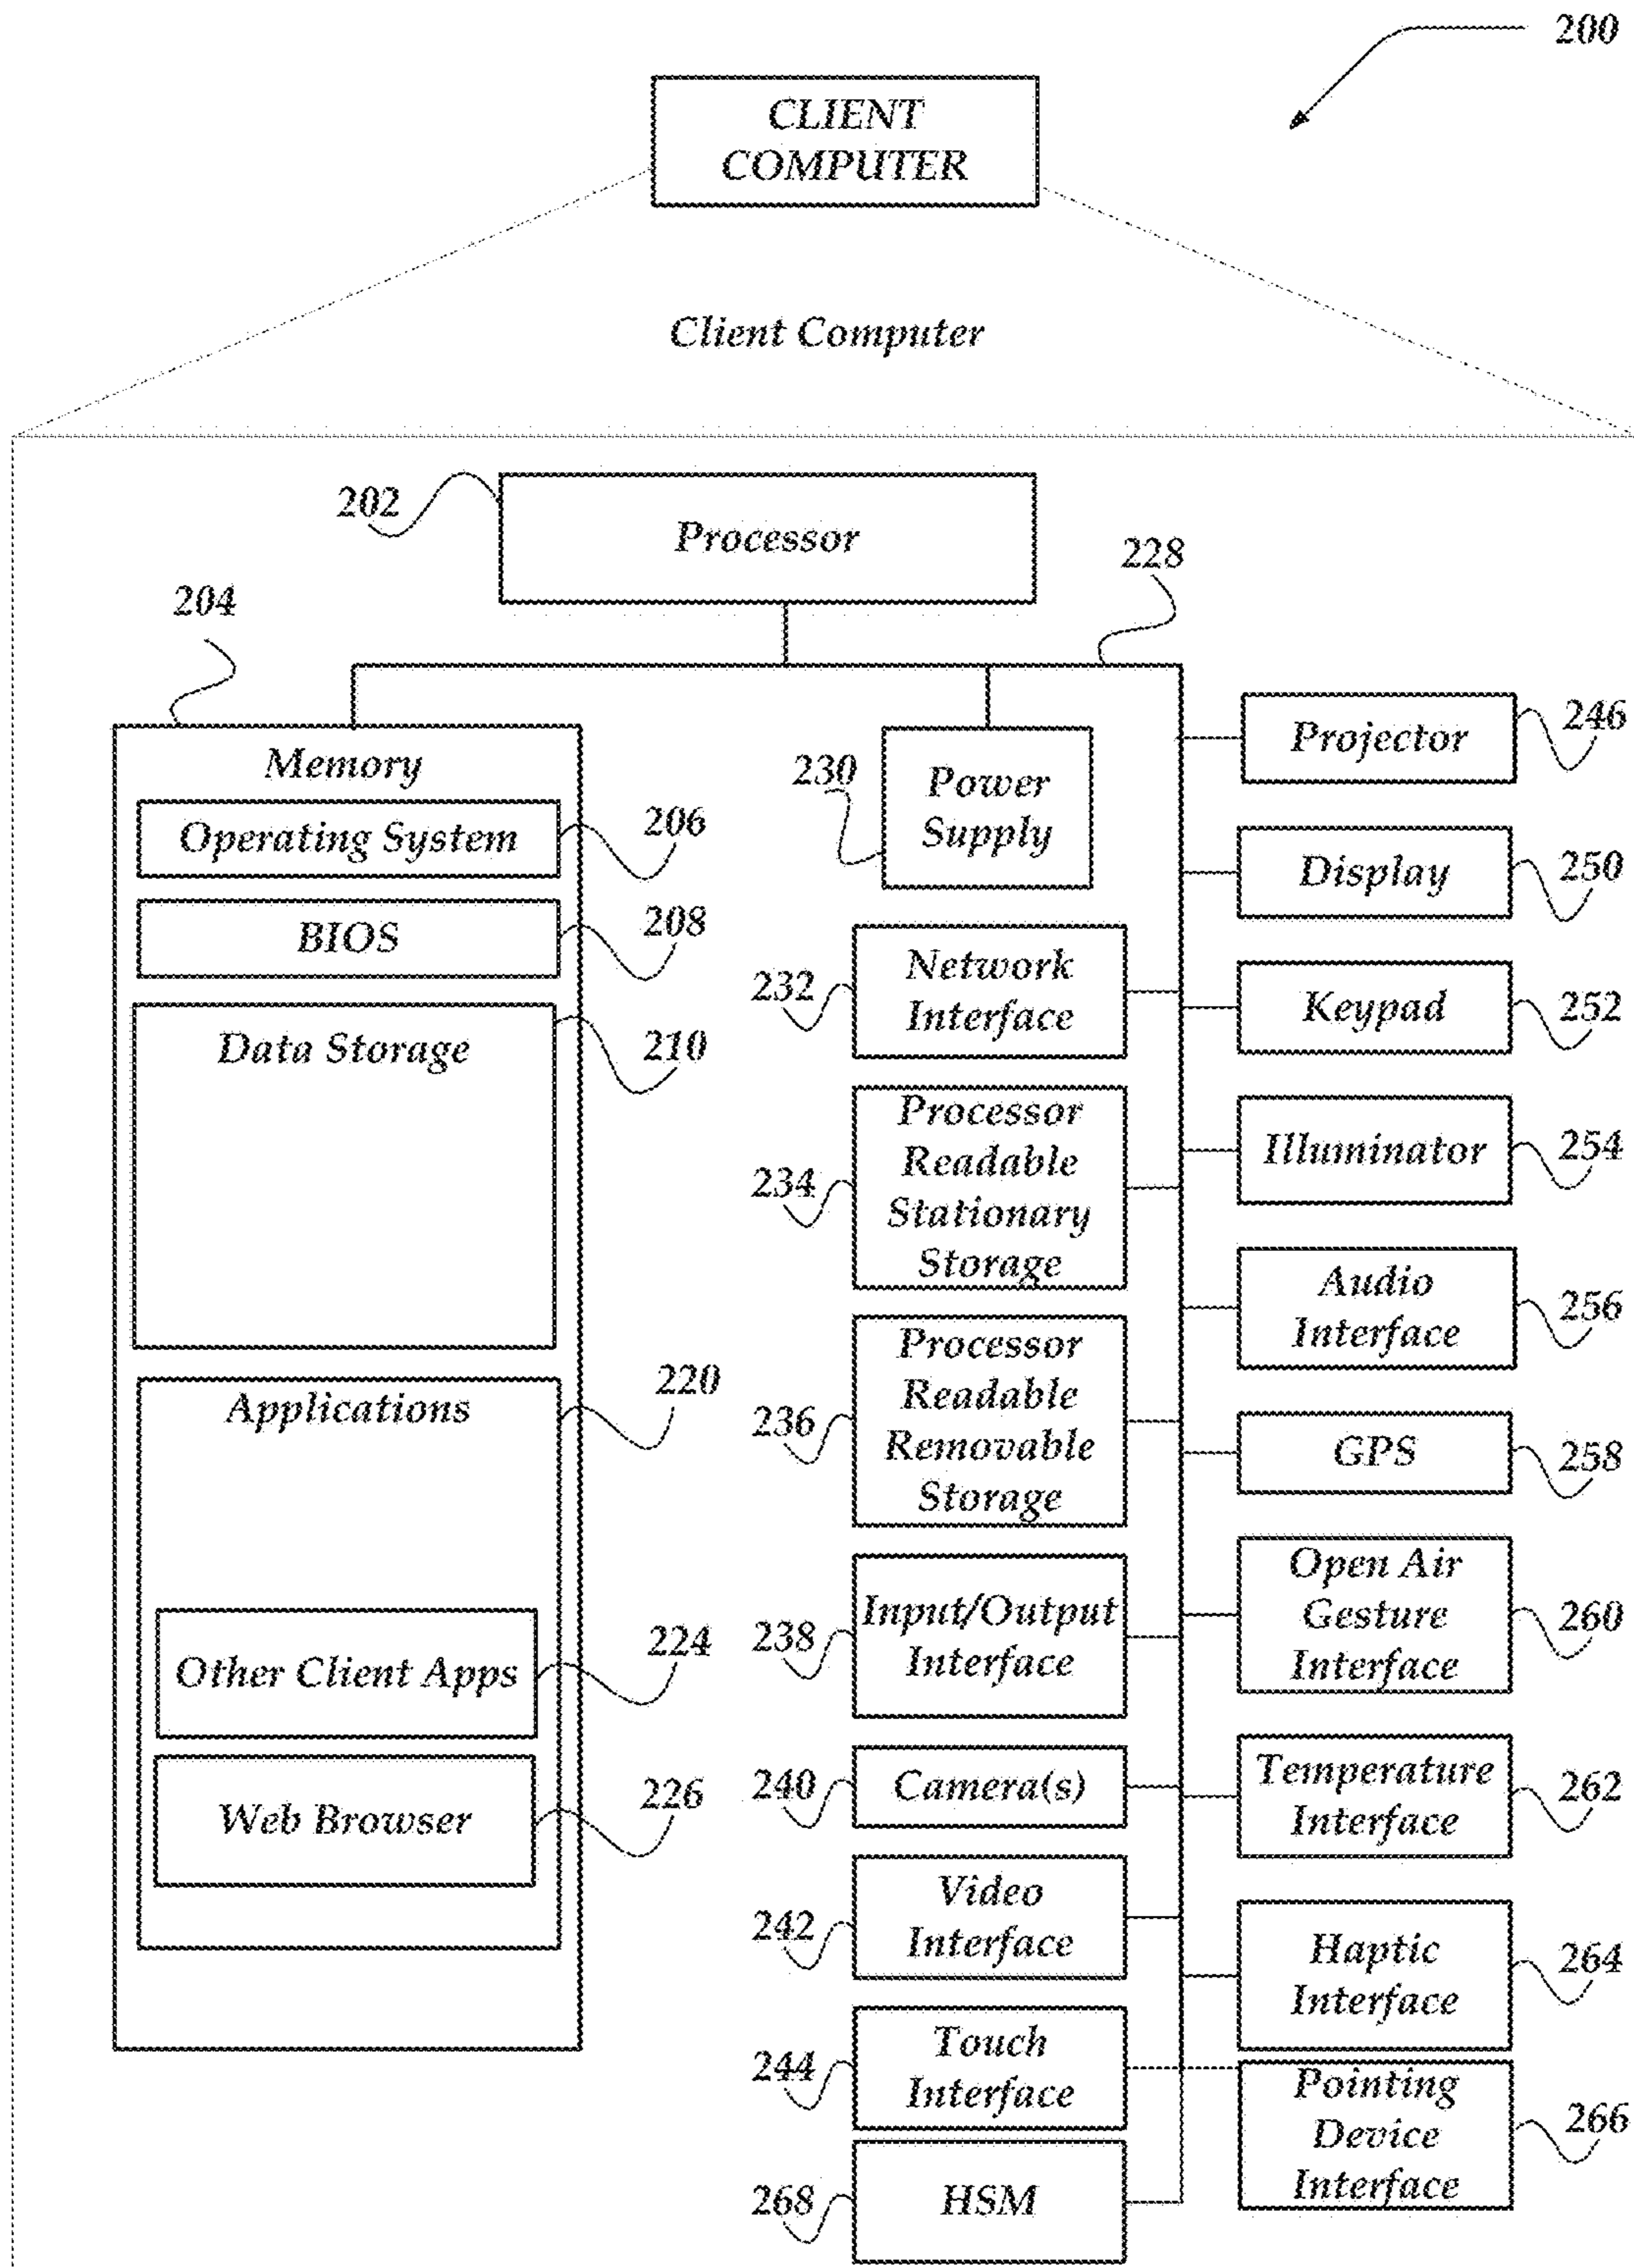 200
CLIENT
COMPUTER
Client Computer
202
Processor
228
204
Memory
Operating System
206
BIOS
208
Data Storage
210
Applications
220
Other Client Apps
224
Web Browser
226
230
Power
Supply
232
Network
Interface
234
Processor
Readable
Stationary
Storage
236
Processor
Readable
Removable
Storage
238
Input/Output
Interface
240
Camera(s)
242
Video
Interface
244
Touch
Interface
268
HSM
Projector
246
Display
250
Keypad
252
Illuminator
254
Audio
Interface
256
GPS
258
Open Air
Gesture
Interface
260
Temperature
Interface
262
Haptic
Interface
264
Pointing
Device
Interface
266